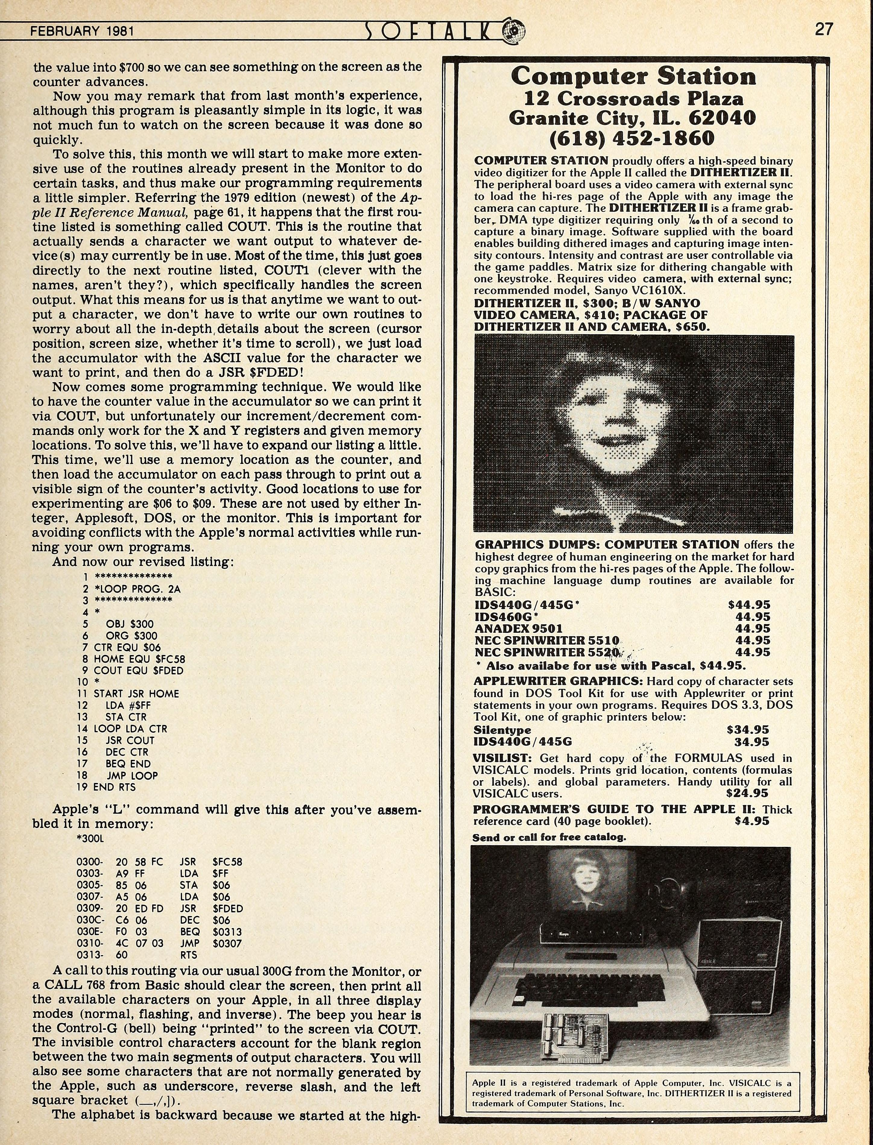 FEBRUARY 1981
SOFTALK
27
the value into $700 so we can see something on the screen as the
counter advances.
Now you may remark that from last month's experience,
although this program is pleasantly simple in its logic, it was
not much fun to watch on the screen because it was done so
quickly.
To solve this, this month we will start to make more exten-
sive use of the routines already present in the Monitor to do
certain tasks, and thus make our programming requirements
a little simpler. Referring the 1979 edition (newest) of the Ap-
ple II Reference Manual, page 61, it happens that the first rou-
tine listed is something called COUT. This is the routine that
actually sends a character we want output to whatever de-
vice(s) may currently be in use. Most of the time, this just goes
directly to the next routine listed, COUT1 (clever with the
names, aren't they?), which specifically handles the screen
output. What this means for us is that anytime we want to out-
put a character, we don't have to write our own routines to
worry about all the in-depth details about the screen (cursor
position, screen size, whether it's time to scroll), we just load
the accumulator with the ASCII value for the character we
want to print, and then do a JSR $FDED!
Now comes some programming technique. We would like
to have the counter value in the accumulator so we can print it
via COUT, but unfortunately our increment/decrement com-
mands only work for the X and Y registers and given memory
locations. To solve this, we'll have to expand our listing a little.
This time, we'll use a memory location as the counter, and
then load the accumulator on each pass through to print out a
visible sign of the counter's activity. Good locations to use for
experimenting are $06 to $09. These are not used by either In-
teger, Applesoft, DOS, or the monitor. This is important for
avoiding conflicts with the Apple's normal activities while run-
ning your own programs.
And now our revised listing:
1 **************
2 *LOOP PROG. 2A
3 **************
4 *
5 OBJ $300
6 ORG $300
7 CTR EQU $06
8 HOME EQU $FC58
9 COUT EQU $FDED
10 *
11 START JSR HOME
12 LDA #$FF
13 STA CTR
14 LOOP LDA CTR
15 JSR COUT
16 DEC CTR
17 BEQ END
18 JMP LOOP
19 END RTS
Apple's "L" command will give this after you've assem-
bled it in memory:
*300L
0300- 20 58 FC JSR $FC58
0303- A9 FF LDA $FF
0305- 85 06 STA $06
0307- A5 06 LDA $06
0309- 20 ED FD JSR $FDED
030C- C6 06 DEC $06
030E- F0 03 BEQ $0313
0310- 4C 07 03 JMP $0307
0313- 60 RTS
A call to this routing via our usual 300G from the Monitor, or
a CALL 768 from Basic should clear the screen, then print all
the available characters on your Apple, in all three display
modes (normal, flashing, and inverse). The beep you hear is
the Control-G (bell) being "printed" to the screen via COUT.
The invisible control characters account for the blank region
between the two main segments of output characters. You will
also see some characters that are not normally generated by
the Apple, such as underscore, reverse slash, and the left
square bracket (__,/,]).
The alphabet is backward because we started at the high-
Computer Station
12 Crossroads Plaza
Granite City, IL. 62040
(618) 452-1860
COMPUTER STATION proudly offers a high-speed binary
video digitizer for the Apple II called the DITHERTIZER II.
The peripheral board uses a video camera with external sync
to load the hi-res page of the Apple with any image the
camera can capture. The DITHERTIZER II is a frame grab-
ber, DMA type digitizer requiring only 1/60 th of a second to
capture a binary image. Software supplied with the board
enables building dithered images and capturing image inten-
sity contours. Intensity and contrast are user controllable via
the game paddles. Matrix size for dithering changable with
one keystroke. Requires video camera, with external sync;
recommended model, Sanyo VC1610X.
DITHERTIZER II, $300; B/W SANYO
VIDEO CAMERA, $410; PACKAGE OF
DITHERTIZER II AND CAMERA, $650.
GRAPHICS DUMPS: COMPUTER STATION offers the
highest degree of human engineering on the market for hard
copy graphics from the hi-res pages of the Apple. The follow-
ing machine language dump routines are available for
BASIC:
IDS440G/445G* $44.95
IDS460G* 44.95
ANADEX 9501 44.95
NEC SPINWRITER 5510 44.95
NEC SPINWRITER 5520 44.95
* Also availabe for use with Pascal, $44.95.
APPLEWRITER GRAPHICS: Hard copy of character sets
found in DOS Tool Kit for use with Applewriter or print
statements in your own programs. Requires DOS 3.3, DOS
Tool Kit, one of graphic printers below:
Silentype $34.95
IDS440G/445G 34.95
VISILIST: Get hard copy of the FORMULAS used in
VISICALC models. Prints grid location, contents (formulas
or labels). and global parameters. Handy utility for all
VISICALC users. $24.95
PROGRAMMER'S GUIDE TO THE APPLE II: Thick
reference card (40 page booklet). $4.95
Send or call for free catalog.
Apple II is a registered trademark of Apple Computer, Inc. VISICALC is a
registered trademark of Personal Software, Inc. DITHERTIZER II is a registered
trademark of Computer Stations, Inc.